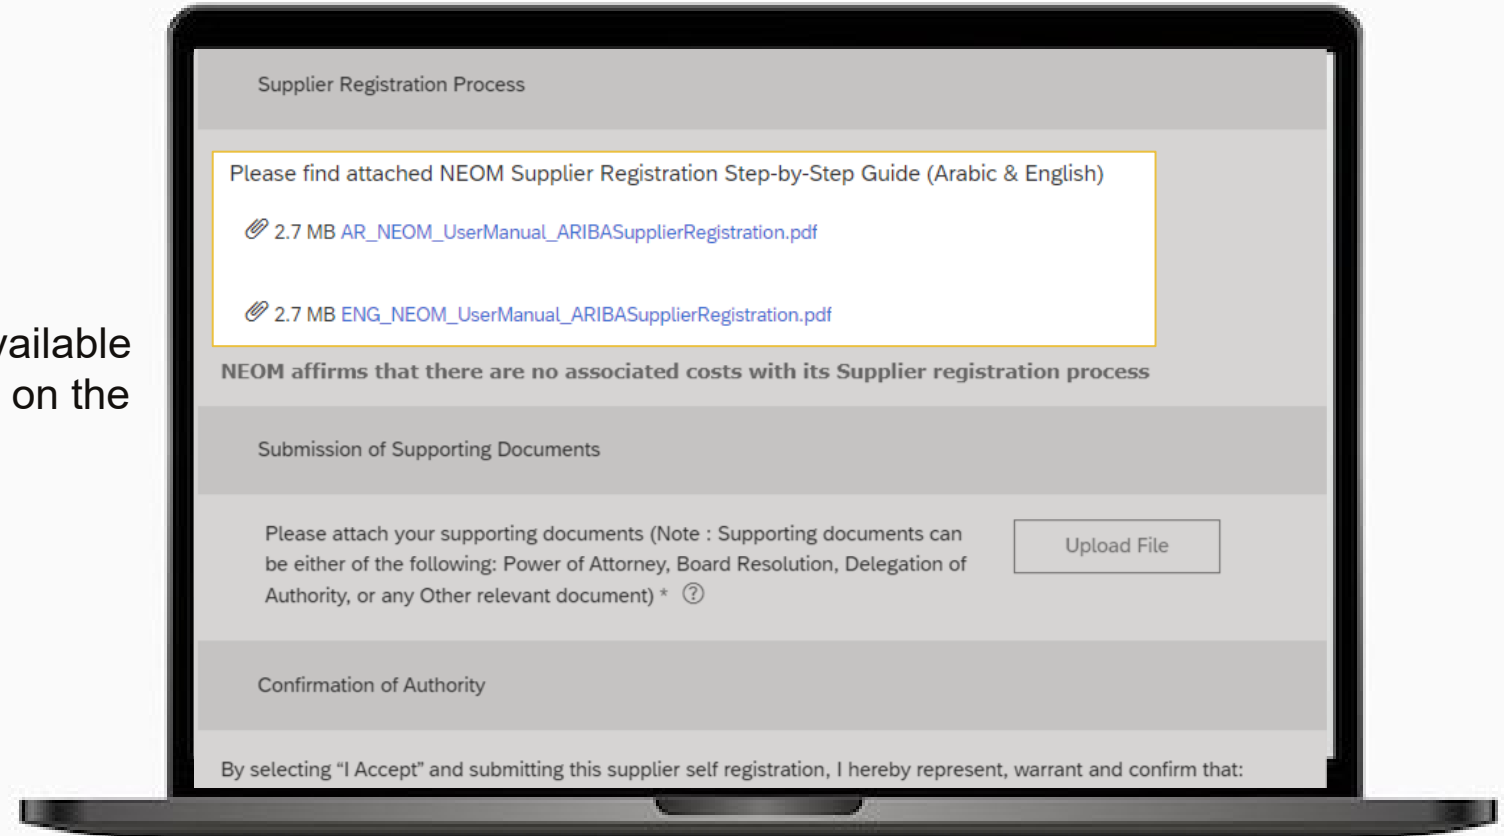 Supplier Registration Process
Please find attached NEOM Supplier Registration Step-by-Step Guide (Arabic & English)
2.7 MB AR_NEOM_UserManual_ARIBASupplierRegistration.pdf
2.7 MB ENG_NEOM_UserManual_ARIBASupplierRegistration.pdf
vailable
on the
NEOM affirms that there are no associated costs with its Supplier registration process
Submission of Supporting Documents
Please attach your supporting documents (Note : Supporting documents can
be either of the following: Power of Attorney, Board Resolution, Delegation of
Authority, or any Other relevant document) * ?
Upload File
Confirmation of Authority
By selecting “I Accept” and submitting this supplier self registration, I hereby represent, warrant and confirm that: